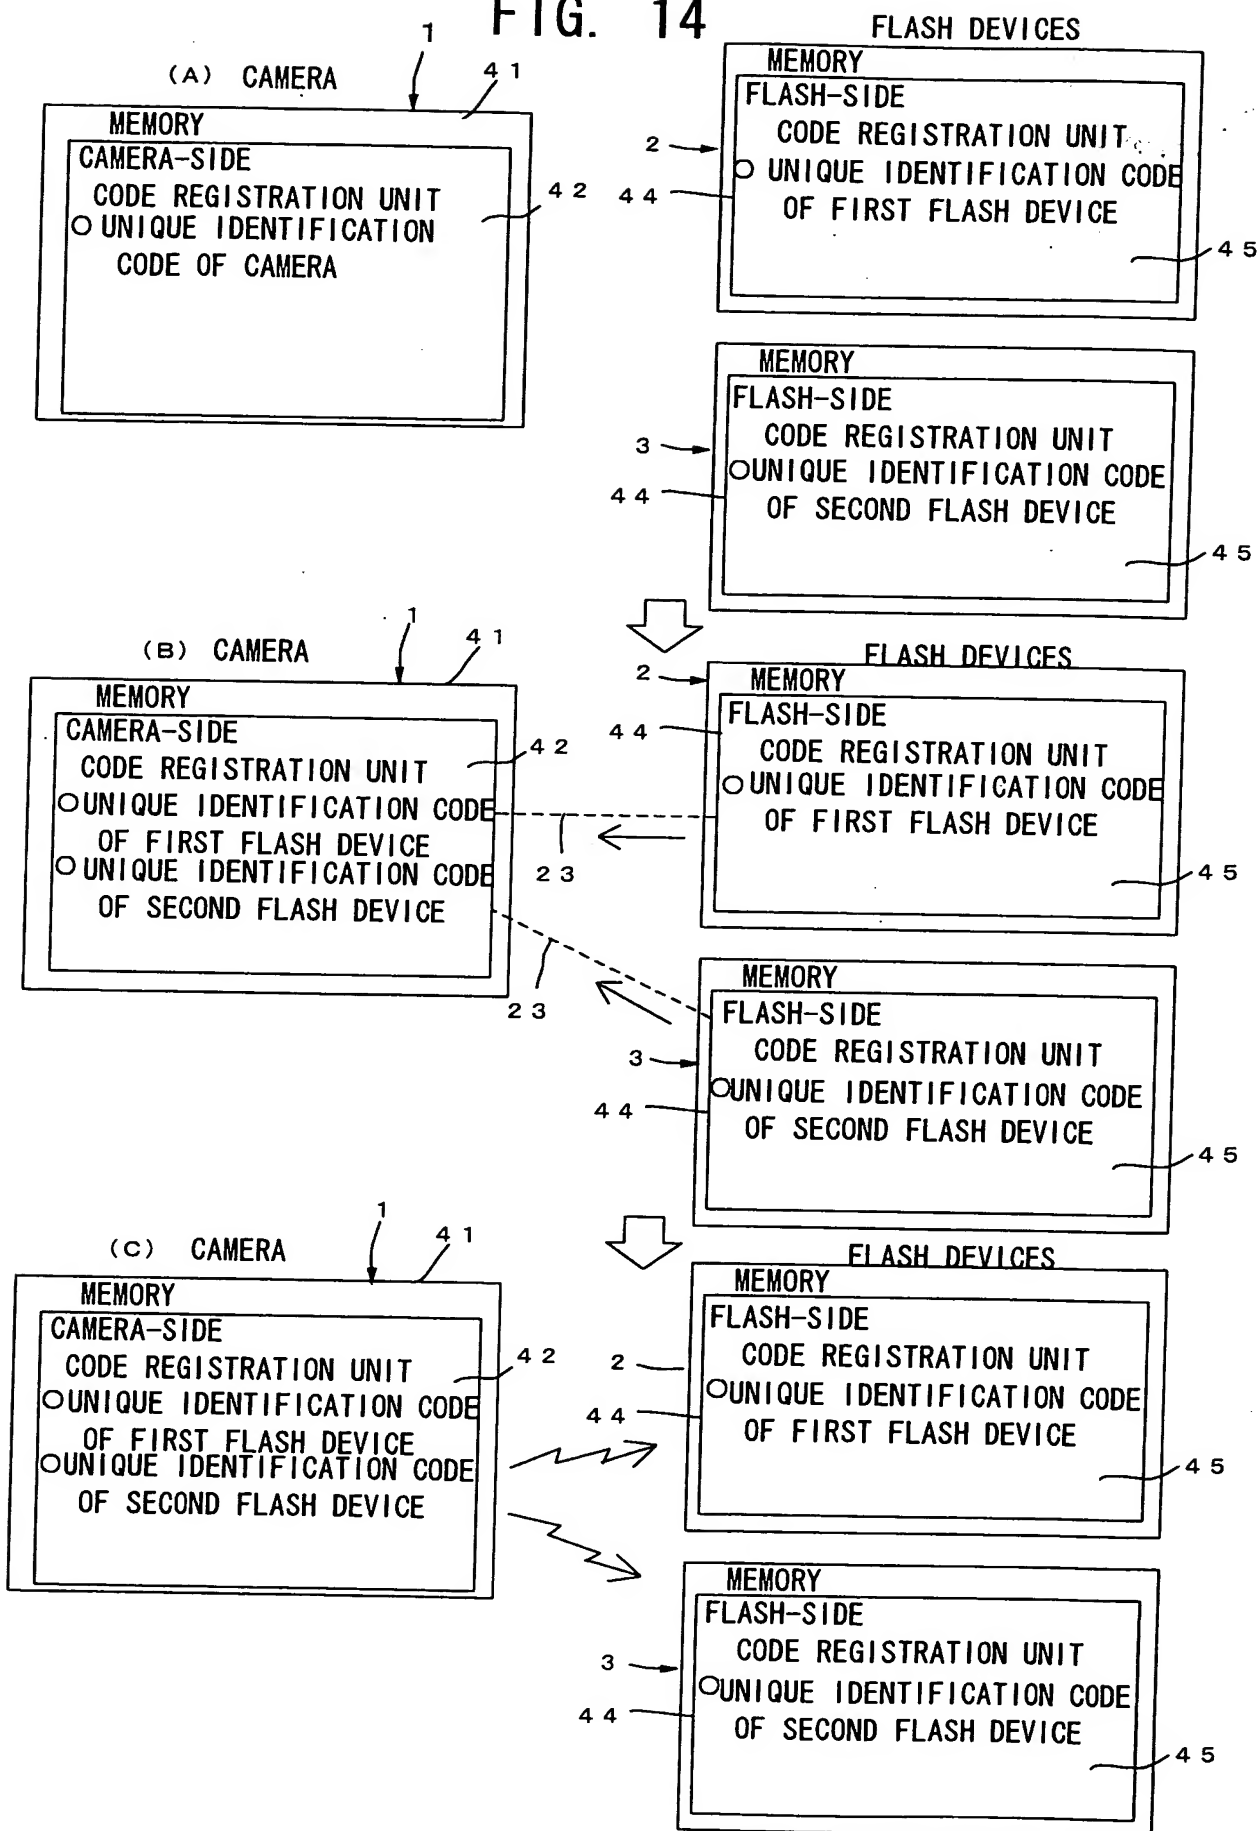 FIG. 14
(A) CAMERA
1
41
MEMORY
CAMERA-SIDE
CODE REGISTRATION UNIT
○ UNIQUE IDENTIFICATION
CODE OF CAMERA
42
FLASH DEVICES
MEMORY
FLASH-SIDE
CODE REGISTRATION UNIT
○ UNIQUE IDENTIFICATION CODE
OF FIRST FLASH DEVICE
2
44
45
MEMORY
FLASH-SIDE
CODE REGISTRATION UNIT
○UNIQUE IDENTIFICATION CODE
OF SECOND FLASH DEVICE
3
44
45
(B) CAMERA
1
41
MEMORY
CAMERA-SIDE
CODE REGISTRATION UNIT
○UNIQUE IDENTIFICATION CODE
OF FIRST FLASH DEVICE
○UNIQUE IDENTIFICATION CODE
OF SECOND FLASH DEVICE
42
23
23
FLASH DEVICES
2
MEMORY
FLASH-SIDE
44
CODE REGISTRATION UNIT
○UNIQUE IDENTIFICATION CODE
OF FIRST FLASH DEVICE
45
MEMORY
FLASH-SIDE
CODE REGISTRATION UNIT
3
○UNIQUE IDENTIFICATION CODE
44
OF SECOND FLASH DEVICE
45
(C) CAMERA
1
41
MEMORY
CAMERA-SIDE
CODE REGISTRATION UNIT
42
○UNIQUE IDENTIFICATION CODE
OF FIRST FLASH DEVICE
○UNIQUE IDENTIFICATION CODE
OF SECOND FLASH DEVICE
FLASH DEVICES
MEMORY
FLASH-SIDE
CODE REGISTRATION UNIT
2
○UNIQUE IDENTIFICATION CODE
44
OF FIRST FLASH DEVICE
45
MEMORY
FLASH-SIDE
CODE REGISTRATION UNIT
3
○UNIQUE IDENTIFICATION CODE
44
OF SECOND FLASH DEVICE
45